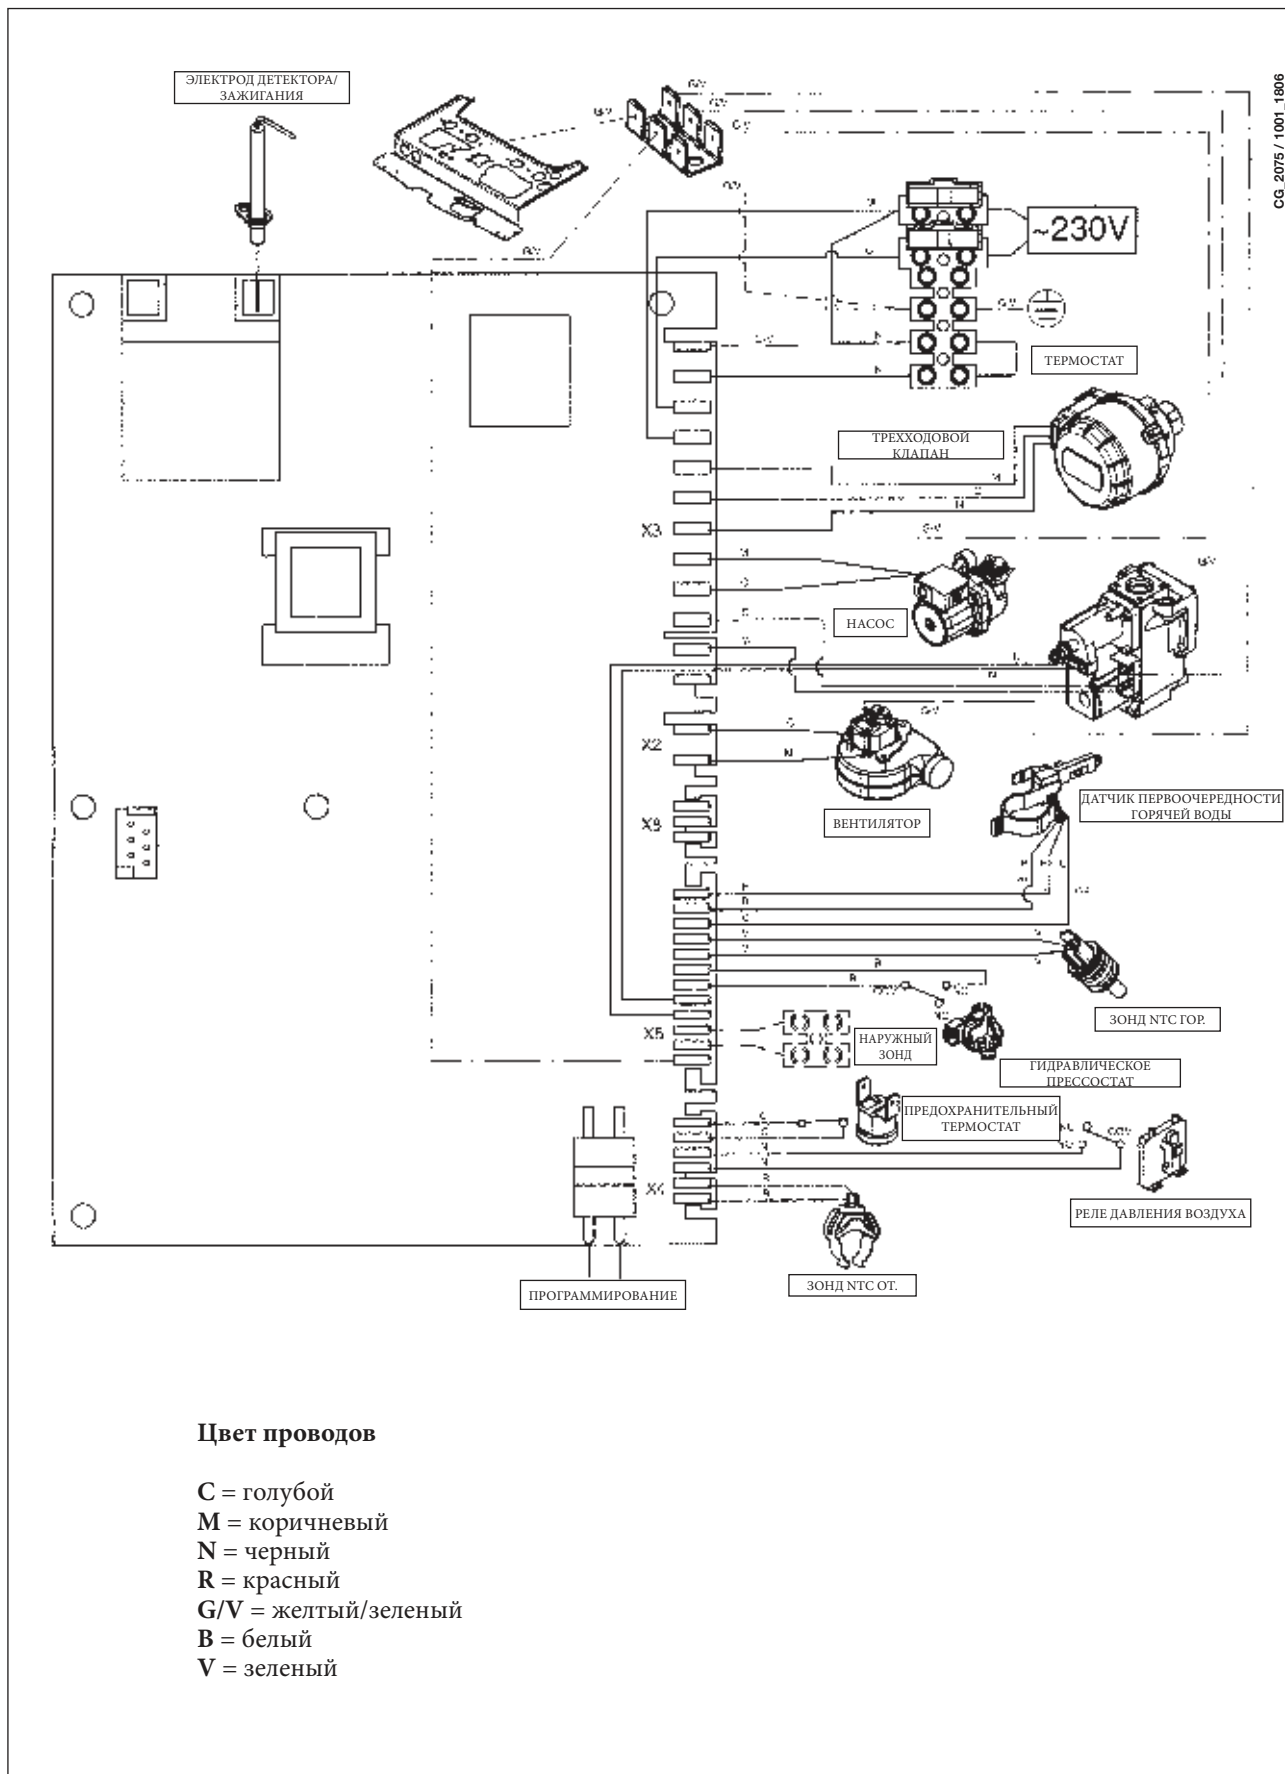 ЭЛЕКТРОД ДЕТЕКТОРА/
ЗАЖИГАНИЯ
CG_2075 / 1001_1806
~230V
ТЕРМОСТАТ
ТРЕХХОДОВОЙ
КЛАПАН
X3
НАСОС
X2
ВЕНТИЛЯТОР
ДАТЧИК ПЕРВООЧЕРЕДНОСТИ
ГОРЯЧЕЙ ВОДЫ
ЗОНД NTC ГОР.
X5
НАРУЖНЫЙ
ЗОНД
ГИДРАВЛИЧЕСКОЕ
ПРЕССОСТАТ
ПРЕДОХРАНИТЕЛЬНЫЙ
ТЕРМОСТАТ
X4
РЕЛЕ ДАВЛЕНИЯ ВОЗДУХА
ЗОНД NTC ОТ.
ПРОГРАММИРОВАНИЕ
Цвет проводов
C = голубой
M = коричневый
N = черный
R = красный
G/V = желтый/зеленый
B = белый
V = зеленый